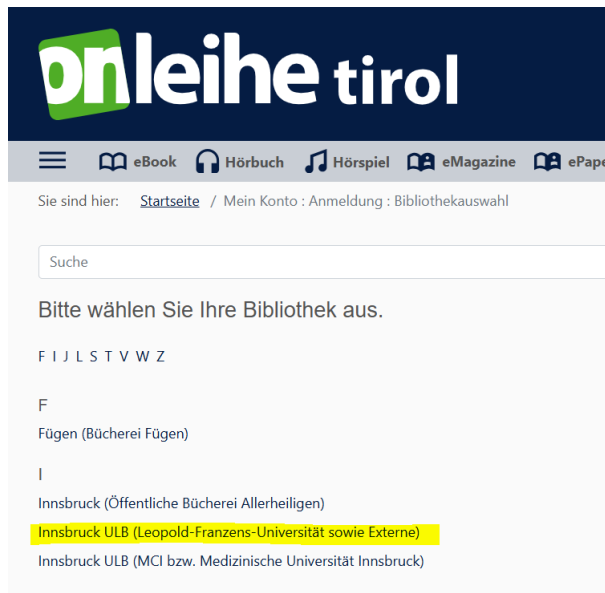 onleihe tirol
eBook Hörbuch Hörspiel eMagazine ePape
Sie sind hier: Startseite / Mein Konto : Anmeldung : Bibliothekauswahl
Suche
Bitte wählen Sie Ihre Bibliothek aus.
F I J L S T V W Z
F
Fügen (Bücherei Fügen)
I
Innsbruck (Öffentliche Bücherei Allerheiligen)
Innsbruck ULB (Leopold-Franzens-Universität sowie Externe)
Innsbruck ULB (MCI bzw. Medizinische Universität Innsbruck)